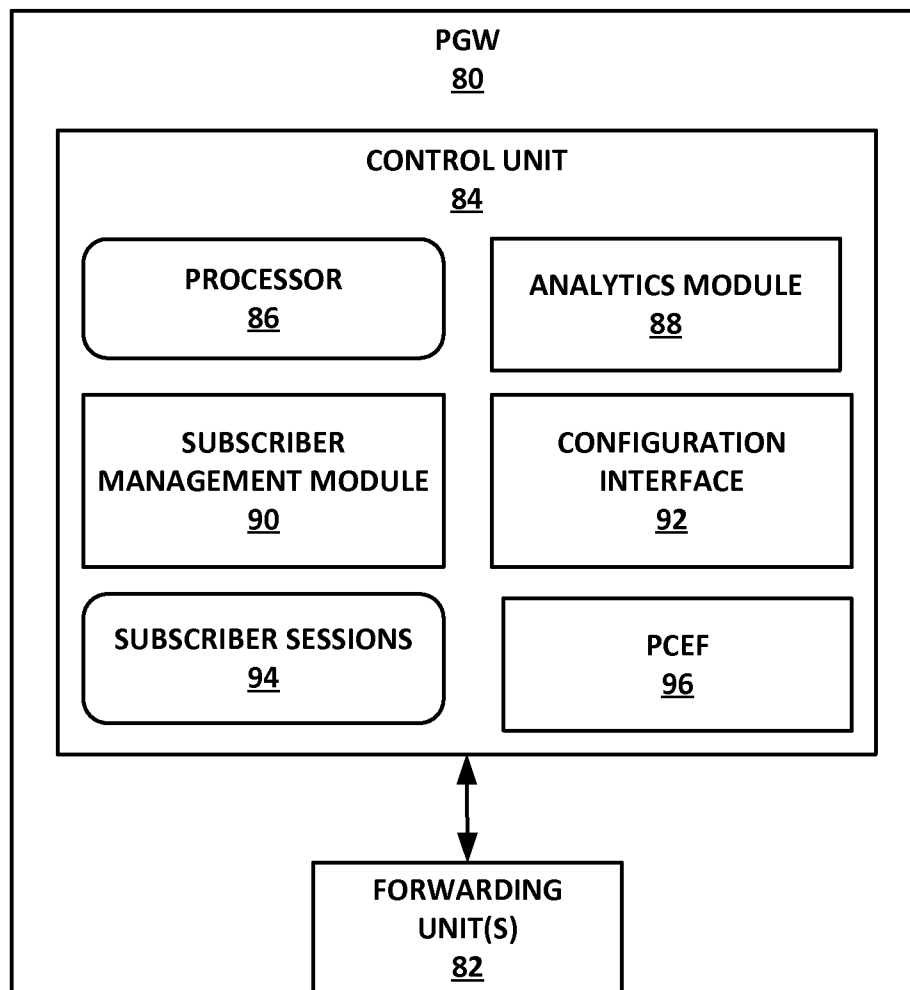 PGW
80
CONTROL UNIT
84
PROCESSOR
86
ANALYTICS MODULE
88
SUBSCRIBER
MANAGEMENT MODULE
90
CONFIGURATION
INTERFACE
92
SUBSCRIBER SESSIONS
94
PCEF
96
FORWARDING
UNIT(S)
82